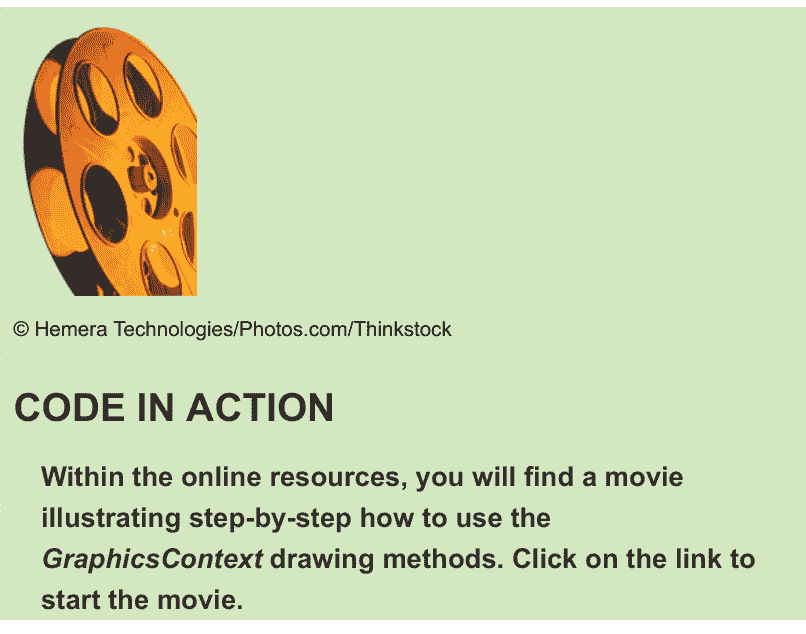 © Hemera Technologies/Photos.com/Thinkstock
CODE IN ACTION
Within the online resources, you will find a movie
illustrating step-by-step how to use the
GraphicsContext drawing methods. Click on the link to
start the movie.